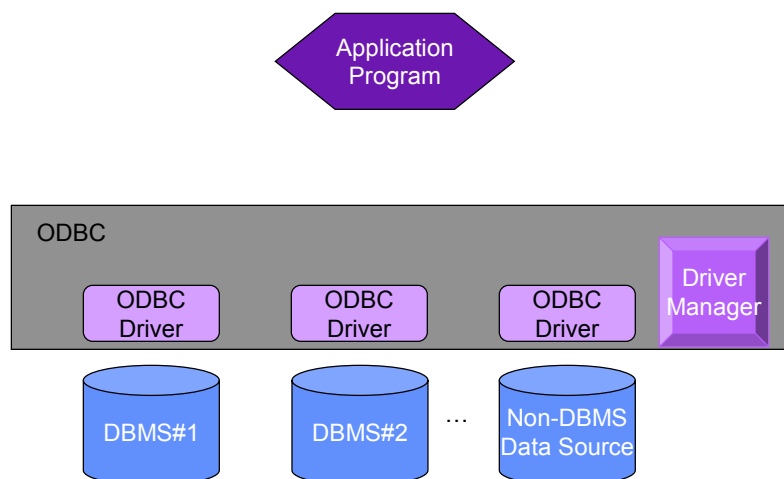 Application
Program
ODBC
Driver
Manager
ODBC
Driver
ODBC
Driver
ODBC
Driver
DBMS#1
DBMS#2
...
Non-DBMS
Data Source